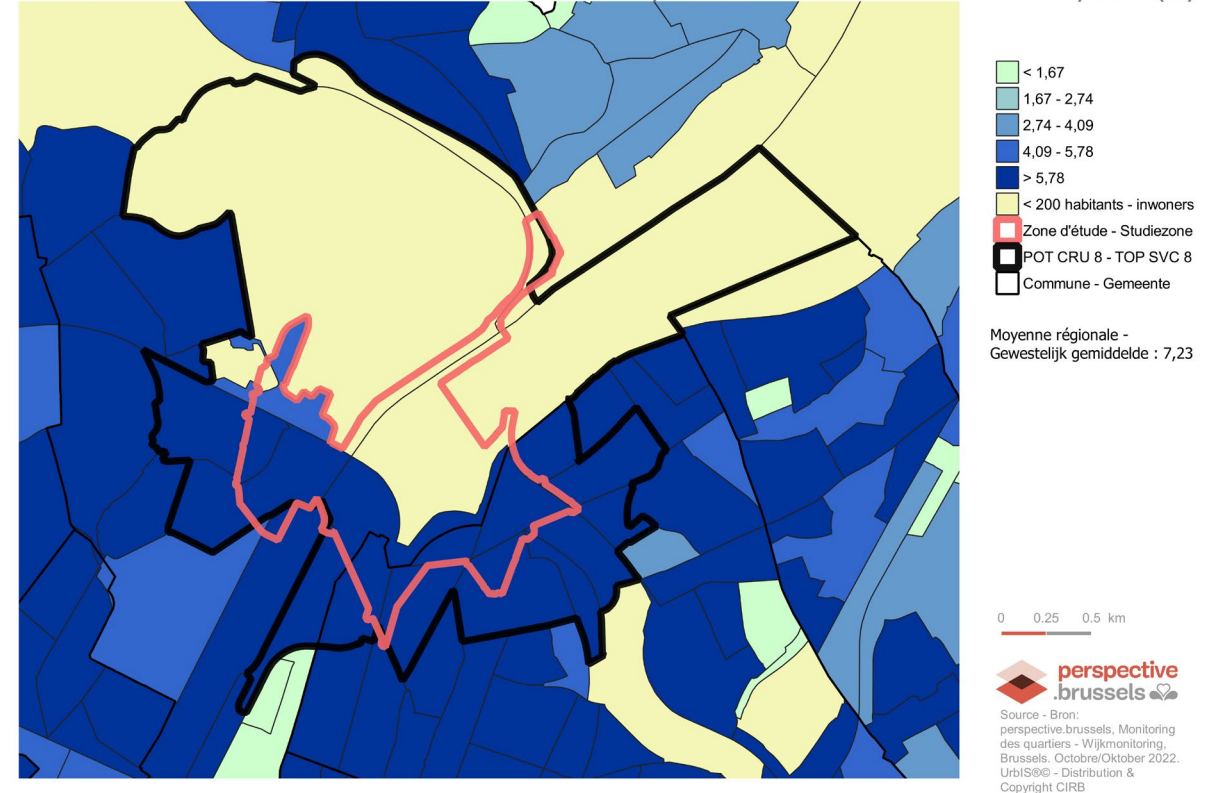 < 1,67
1,67 - 2,74
2,74 - 4,09
4,09 - 5,78
> 5,78
< 200 habitants - inwoners
Zone d'étude - Studiezone
POT CRU 8 - TOP SVC 8
Commune - Gemeente
Moyenne régionale -
Gewestelijk gemiddelde : 7,23
0 0.25 0.5 km
perspective
.brussels
Source - Bron:
perspective.brussels, Monitoring
des quartiers - Wijkmonitoring,
Brussels. Octobre/Oktober 2022.
UrbIS®© - Distribution &
Copyright CIRB